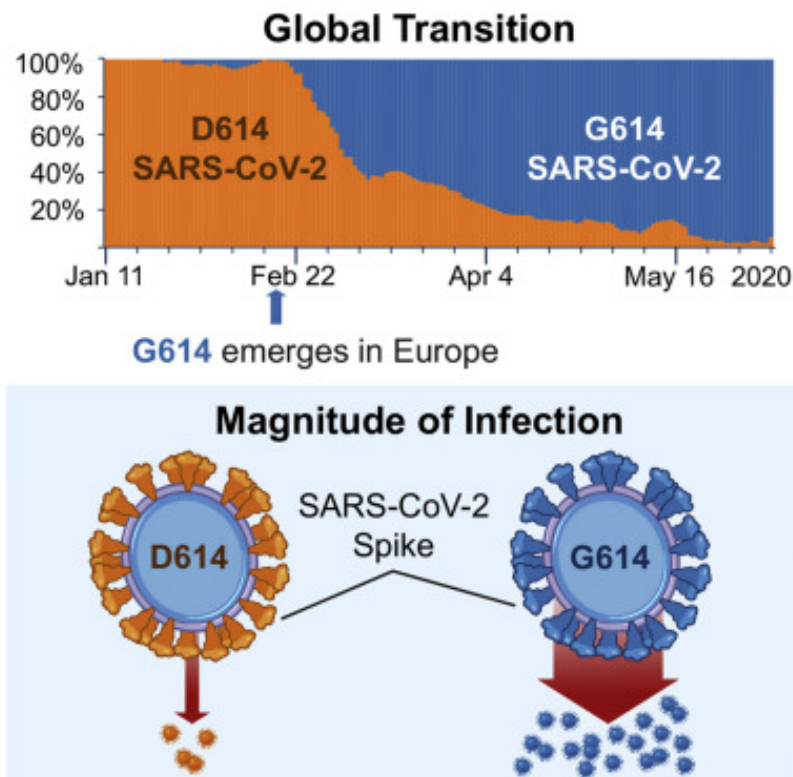 Global Transition
100%
80%
60%
40%
20%
D614
SARS-CoV-2
G614
SARS-CoV-2
Jan 11
Feb 22
Apr 4
May 16
2020
G614 emerges in Europe
Magnitude of Infection
SARS-CoV-2
Spike
D614
G614